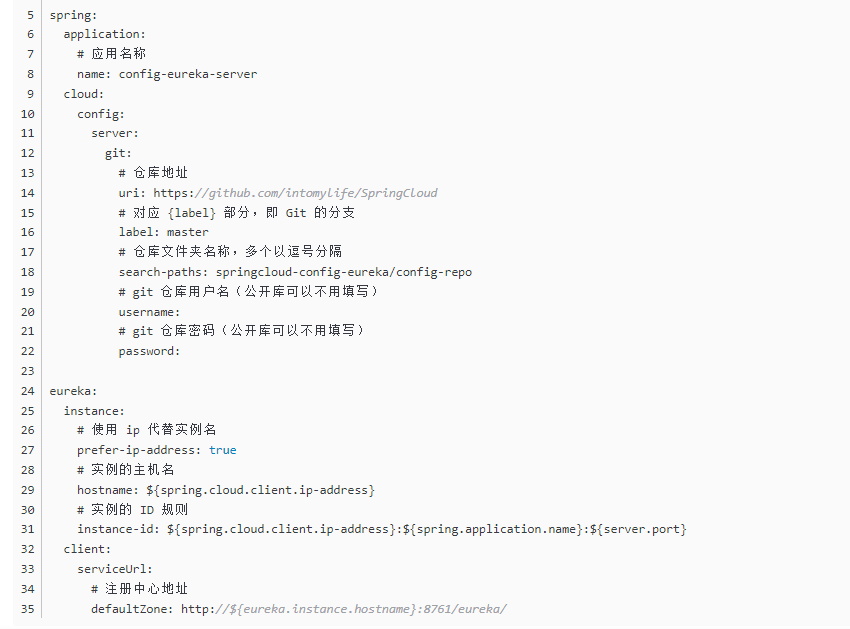 5 spring:
6   application:
7     # 应用名称
8     name: config-eureka-server
9   cloud:
10     config:
11       server:
12         git:
13           # 仓库地址
14           uri: https://github.com/intomylife/SpringCloud
15           # 对应 {label} 部分，即 Git 的分支
16           label: master
17           # 仓库文件夹名称，多个以逗号分隔
18           search-paths: springcloud-config-eureka/config-repo
19           # git 仓库用户名（公开库可以不用填写）
20           username:
21           # git 仓库密码（公开库可以不用填写）
22           password:
23
24 eureka:
25   instance:
26     # 使用 ip 代替实例名
27     prefer-ip-address: true
28     # 实例的主机名
29     hostname: ${spring.cloud.client.ip-address}
30     # 实例的 ID 规则
31     instance-id: ${spring.cloud.client.ip-address}:${spring.application.name}:${server.port}
32   client:
33     serviceUrl:
34       # 注册中心地址
35       defaultZone: http://${eureka.instance.hostname}:8761/eureka/